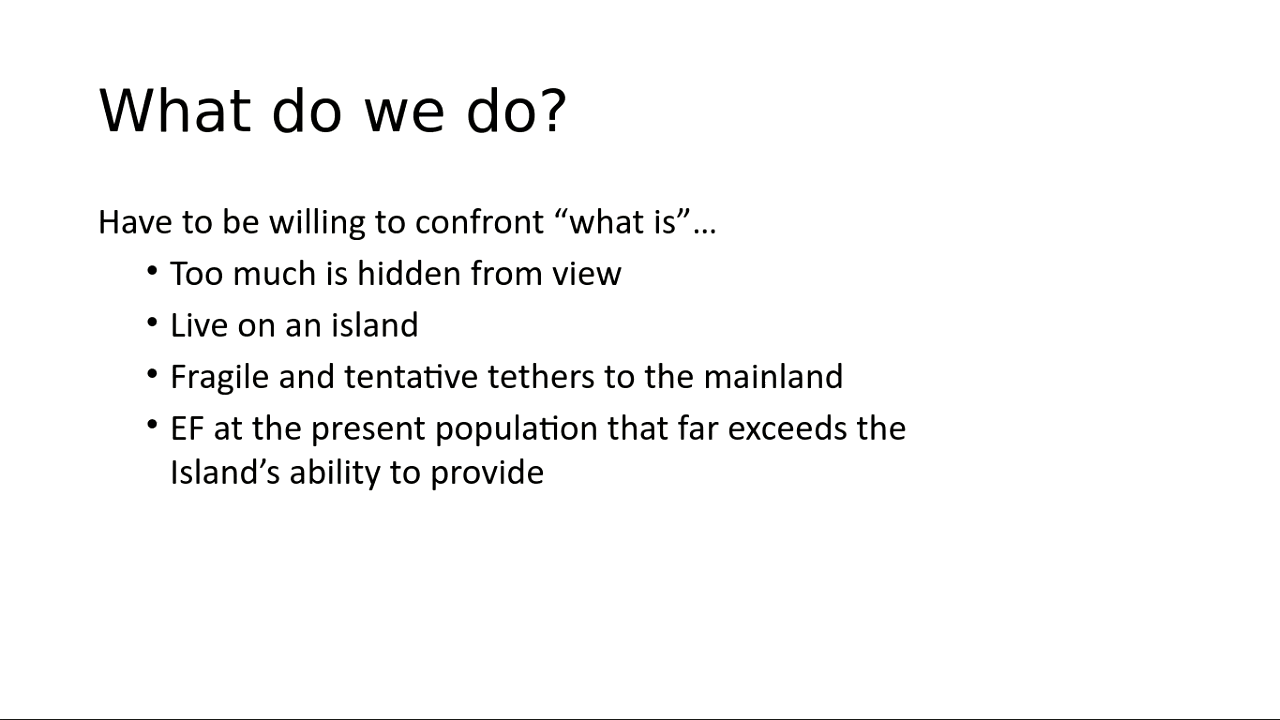 What do we do?
Have to be willing to confront “what is”…
• Too much is hidden from view
• Live on an island
• Fragile and tentative tethers to the mainland
• EF at the present population that far exceeds the
Island’s ability to provide